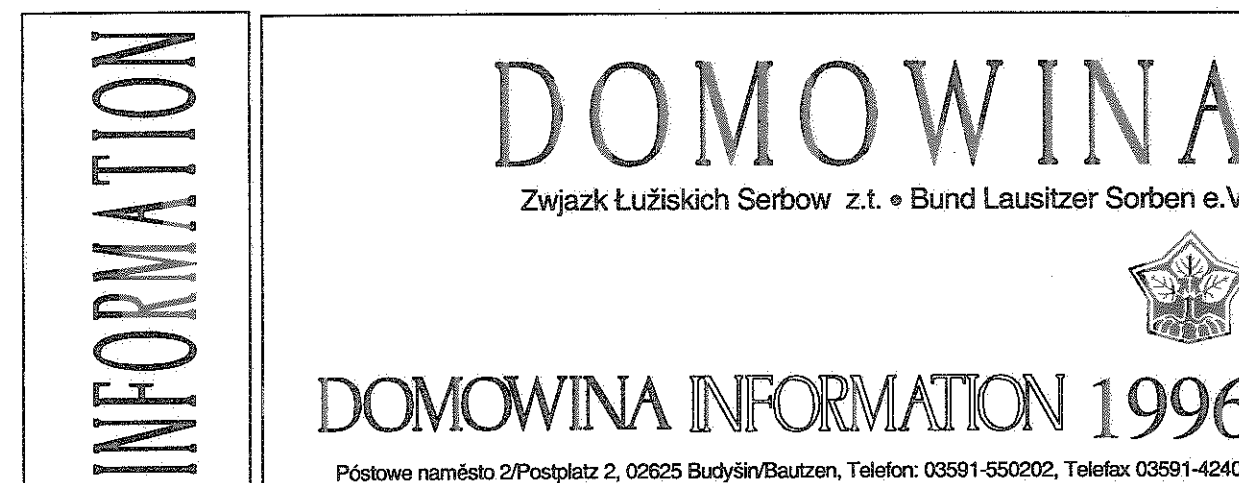 INFORMATION
DOMOWINA
Zwjazk Łužiskich Serbow z.t. • Bund Lausitzer Sorben e.V
DOMOWINA INFORMATION 1996
Póstowe naměsto 2/Postplatz 2, 02625 Budyšin/Bautzen, Telefon: 03591-550202, Telefax 03591-4240